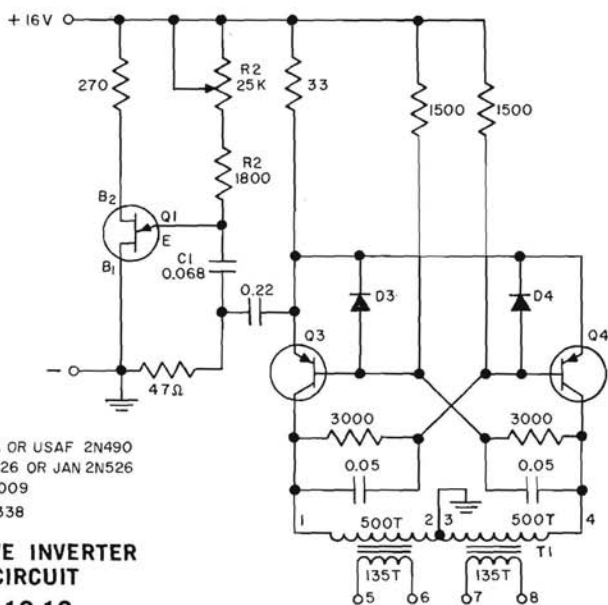 + 16V
270
R2
25K
33
1500
1500
R2
1800
B2
Q1
E
B1
C1
0.068
0.22
D3
D4
Q3
Q4
–
47Ω
3000
3000
0.05
0.05
1
500T
2
3
500T
4
T1
135T
135T
5
6
7
8
OR USAF 2N490
26 OR JAN 2N526
009
338
E INVERTER
CIRCUIT